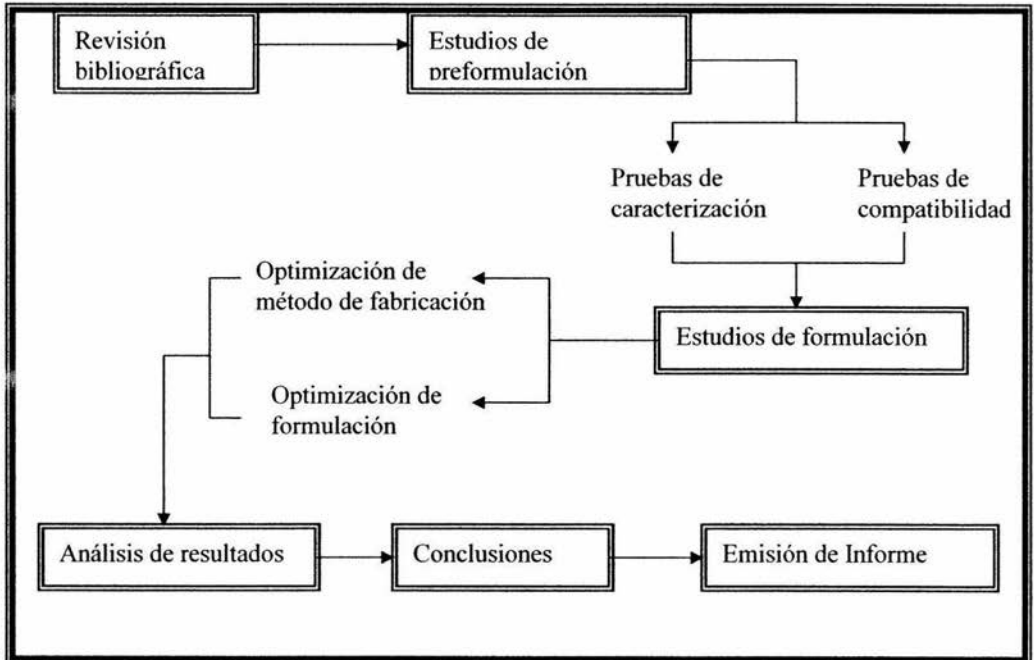 Revisión
bibliográfica
Estudios de
preformulación
Pruebas de
caracterización
Pruebas de
compatibilidad
Optimización de
método de fabricación
Estudios de formulación
Optimización de
formulación
Análisis de resultados
Conclusiones
Emisión de Informe